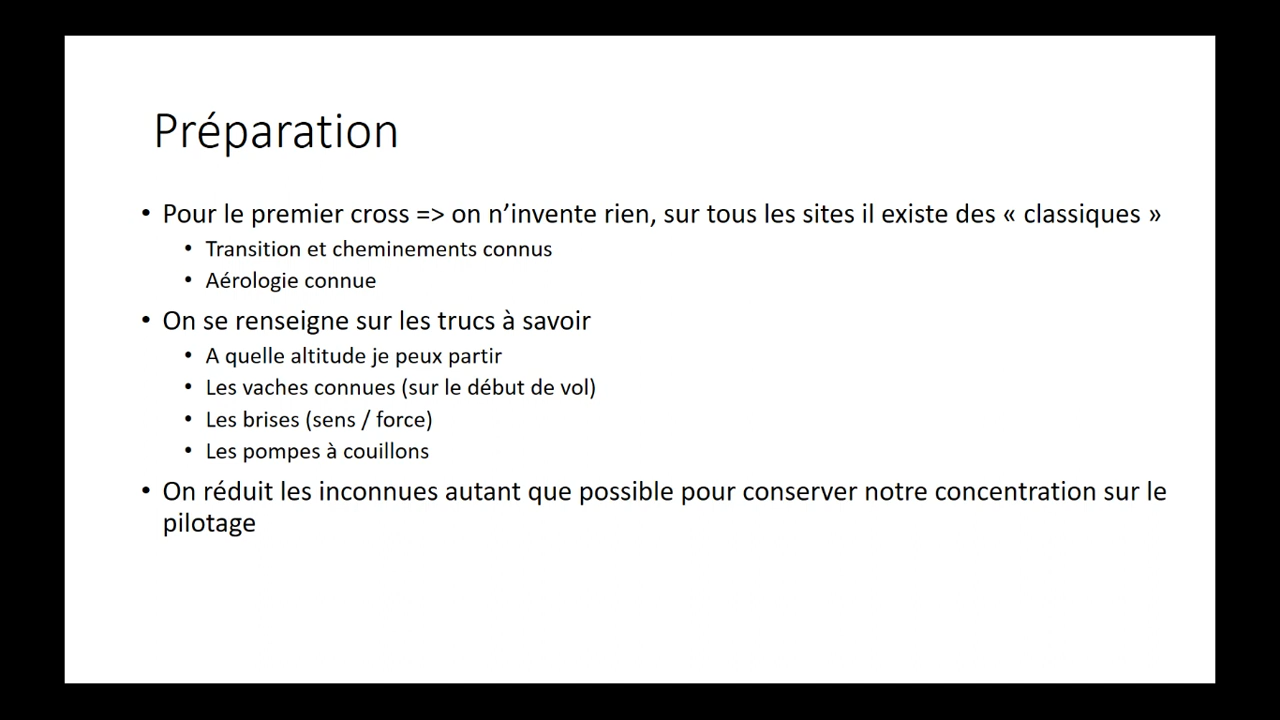 Préparation
• Pour le premier cross => on n’invente rien, sur tous les sites il existe des « classiques »
• Transition et cheminements connus
• Aérologie connue
• On se renseigne sur les trucs à savoir
• A quelle altitude je peux partir
• Les vaches connues (sur le début de vol)
• Les brises (sens / force)
• Les pompes à couillons
• On réduit les inconnues autant que possible pour conserver notre concentration sur le
pilotage